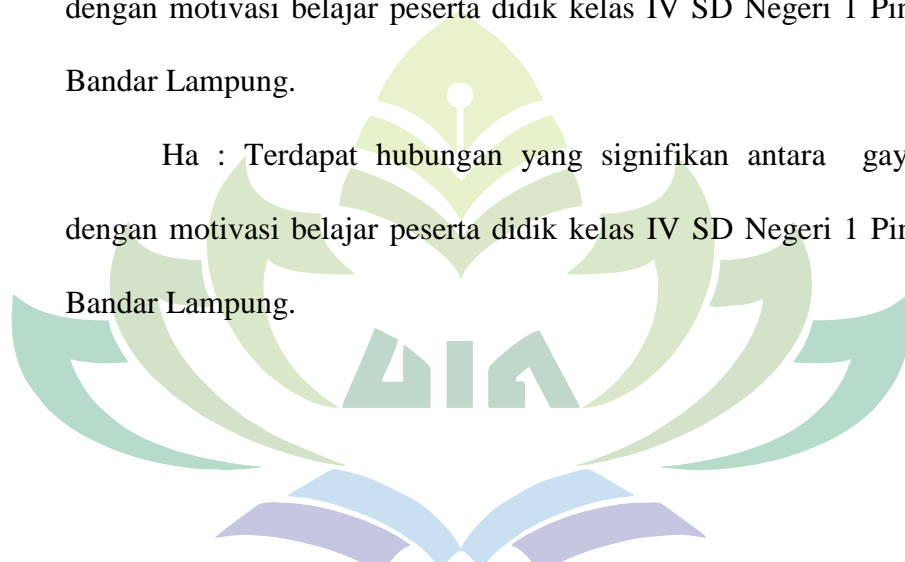 dengan motivasi belajar peserta didik kelas IV SD Negeri 1
Bandar Lampung.
Ha : Terdapat hubungan yang signifikan antara
dengan motivasi belajar peserta didik kelas IV SD Negeri 1
Bandar Lampung.
UIN